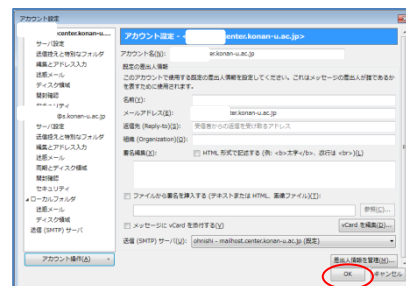 アカウント設定
center.konan-u....
サーバ設定
送信控えと特別なフォルダ
編集とアドレス入力
迷惑メール
ディスク領域
開封確認
セキュリティ
@s.konan-u.ac.jp
サーバ設定
送信控えと特別なフォルダ
編集とアドレス入力
迷惑メール
同期とディスク領域
開封確認
セキュリティ
ローカルフォルダ
迷惑メール
ディスク領域
送信 (SMTP) サーバ
アカウント操作(A)
アカウント設定 - <center.konan-u.ac.jp>
アカウント名(N): er.konan-u.ac.jp
既定の差出人情報
このアカウントで使用する既定の差出人情報を設定してください。これはメッセージの差出人が誰であるか
を表すために使用されます。
名前(Y):
メールアドレス(E): ter.konan-u.ac.jp
返信先 (Reply-to)(S): 受信者からの返信を受け取るアドレス
組織 (Organization)(O):
署名編集(X): HTML 形式で記述する (例: <b>太字</b>、改行は <br>)(L)
ファイルから署名を挿入する (テキストまたは HTML、画像ファイル)(T):
参照(C)...
メッセージに vCard を添付する(V)
vCard を編集(D)...
送信 (SMTP) サーバ(U): ohnishi - mailhost.center.konan-u.ac.jp (既定)
差出人情報を管理(M)...
OK
キャンセル